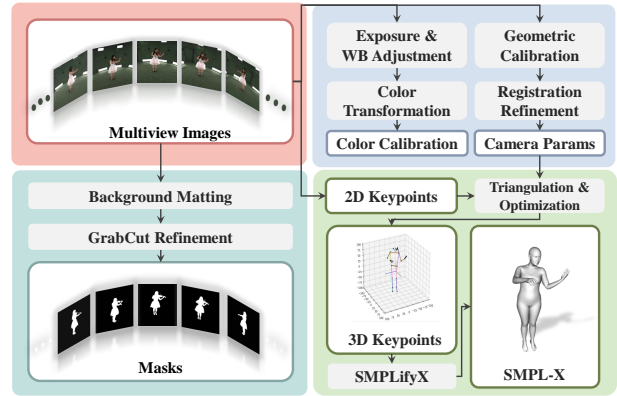 Multiview Images
Exposure &
WB Adjustment
Color
Transformation
Color Calibration
Geometric
Calibration
Registration
Refinement
Camera Params
Background Matting
GrabCut Refinement
Masks
2D Keypoints
Triangulation &
Optimization
3D Keypoints
SMPLifyX
SMPL-X